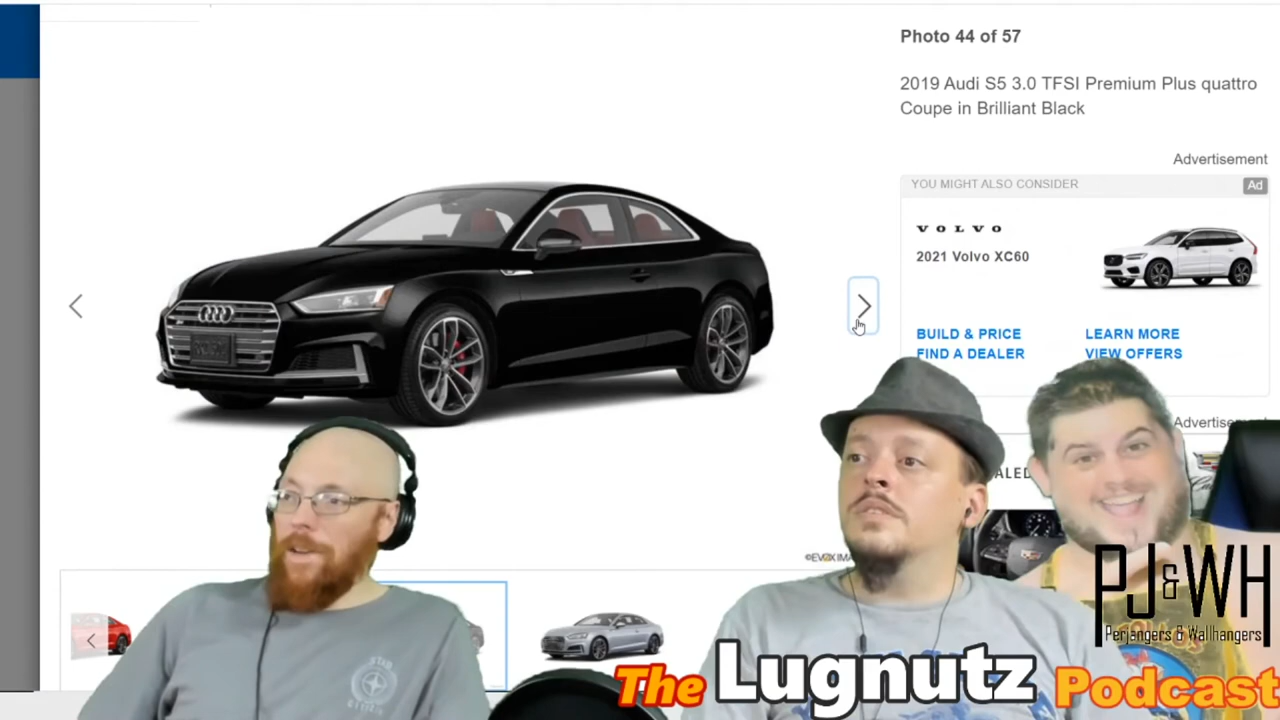 Photo 44 of 57
2019 Audi S5 3.0 TFSI Premium Plus quattro
Coupe in Brilliant Black
Advertisement
YOU MIGHT ALSO CONSIDER
Ad
VOLVO
2021 Volvo XC60
BUILD & PRICE
LEARN MORE
FIND A DEALER
VIEW OFFERS
Advertisem
ALED
PJ&WH
Perjangers & Wallhangers
The Lugnutz Podcast